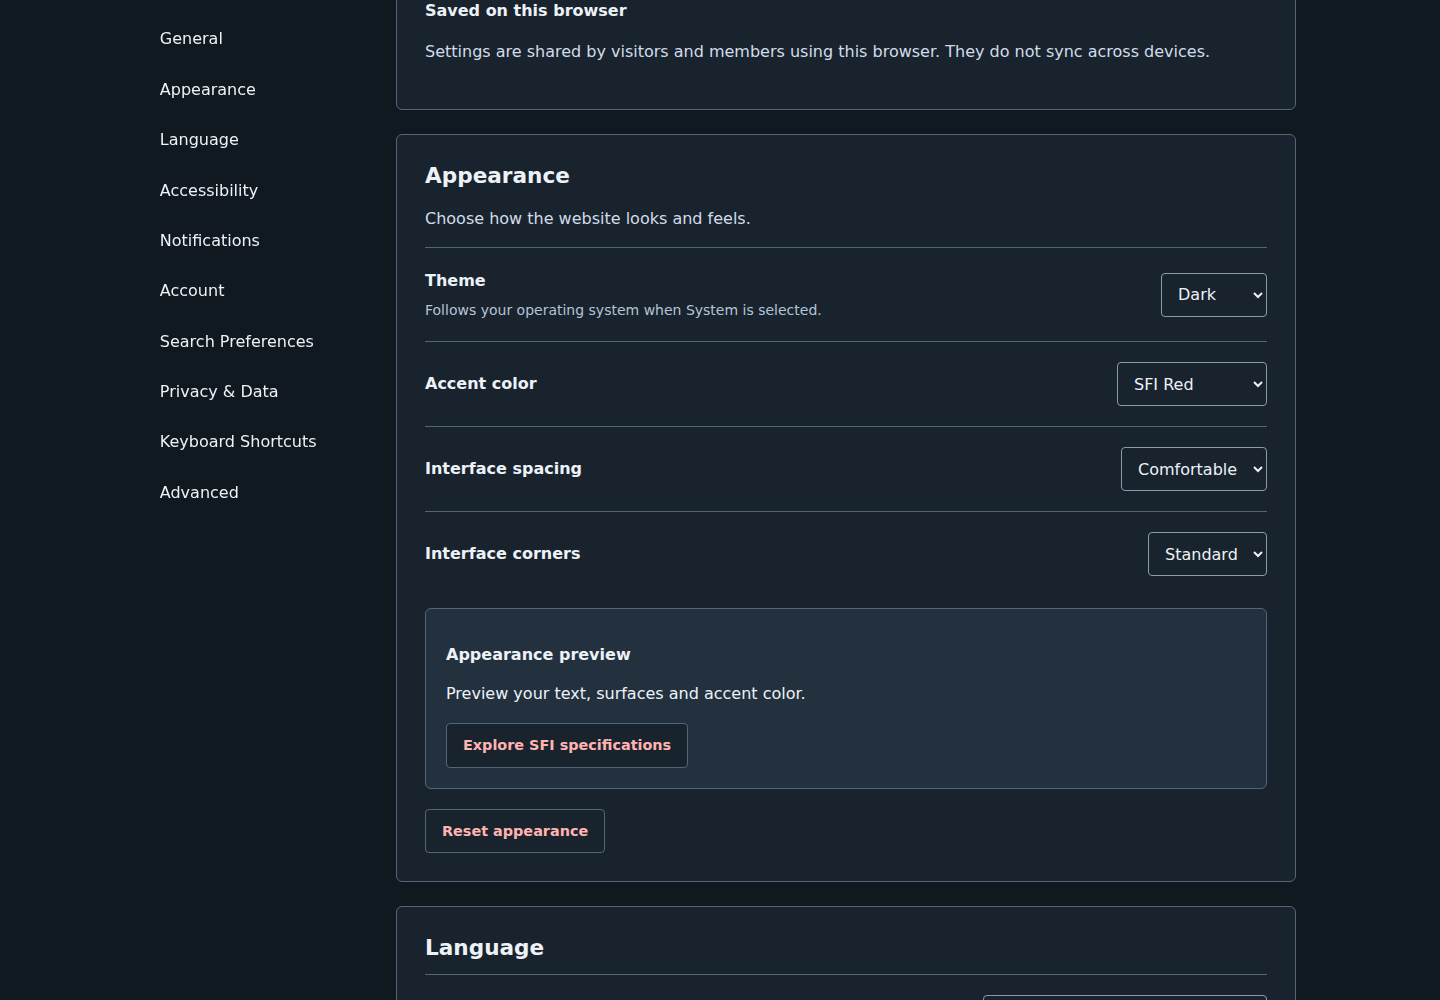 General
Appearance
Language
Accessibility
Notifications
Account
Search Preferences
Privacy & Data
Keyboard Shortcuts
Advanced
Saved on this browser
Settings are shared by visitors and members using this browser. They do not sync across devices.
Appearance
Choose how the website looks and feels.
Theme
Follows your operating system when System is selected.
Dark
Accent color
SFI Red
Interface spacing
Comfortable
Interface corners
Standard
Appearance preview
Preview your text, surfaces and accent color.
Explore SFI specifications
Reset appearance
Language